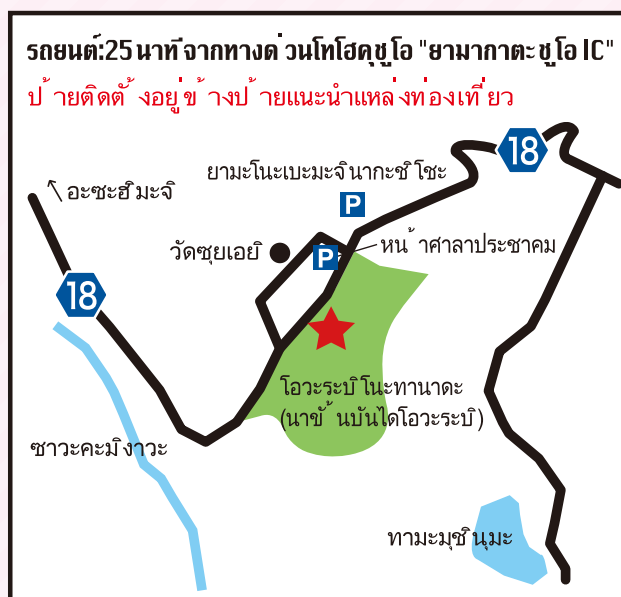 รถยนต์:25 นาทีจากทางด่วนโทโฮคุชูโอ "ยามากาตะชูโอ IC"
ป้ายติดตั้งอยู่ข้างป้ายแนะนำแหล่งท่องเที่ยว
18
ยามะโนะเบะมะจินากะชิโชะ
อะซะฮิมะจิ
P
วัดซุยเอยิ
P
หน้าศาลาประชาคม
18
โอวะระบิโนะทานาดะ
(นาขั้นบันไดโอวะระบิ)
ซาวะคะมิงาวะ
ทามะมุชินุมะ